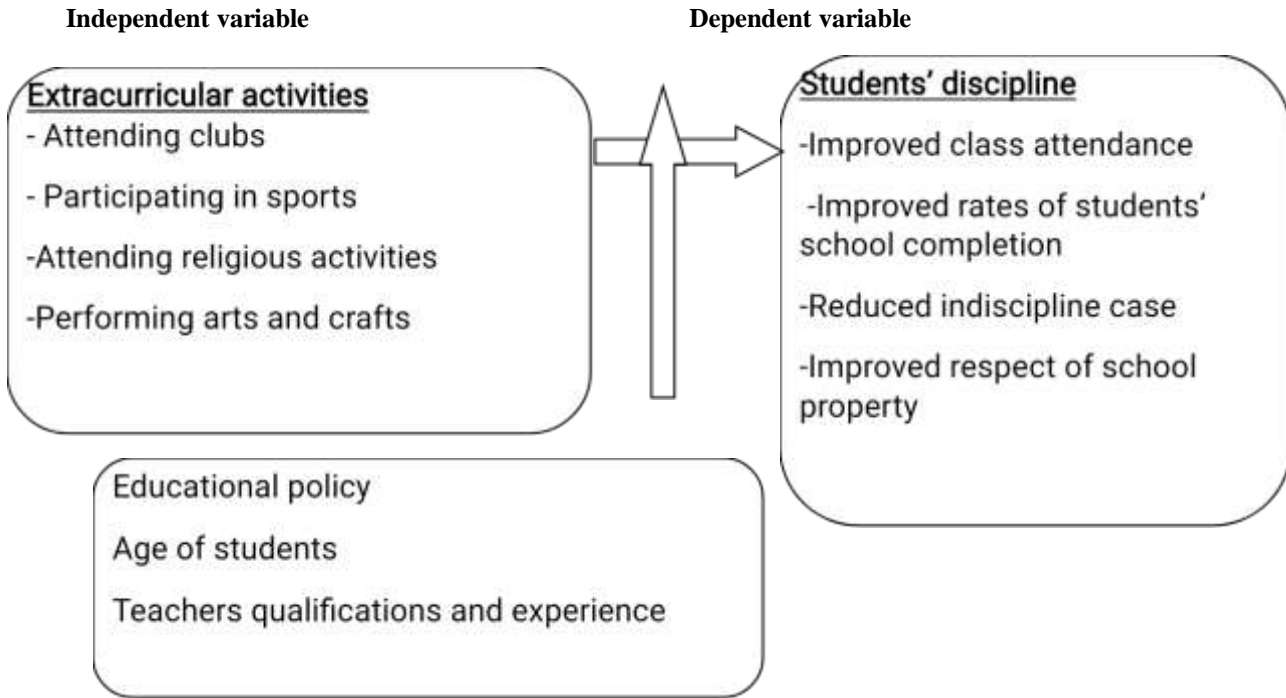 Independent variable
Dependent variable
Extracurricular activities
- Attending clubs
- Participating in sports
-Attending religious activities
-Performing arts and crafts
Students' discipline
-Improved class attendance
-Improved rates of students'
school completion
-Reduced indiscipline case
-Improved respect of school
property
Educational policy
Age of students
Teachers qualifications and experience